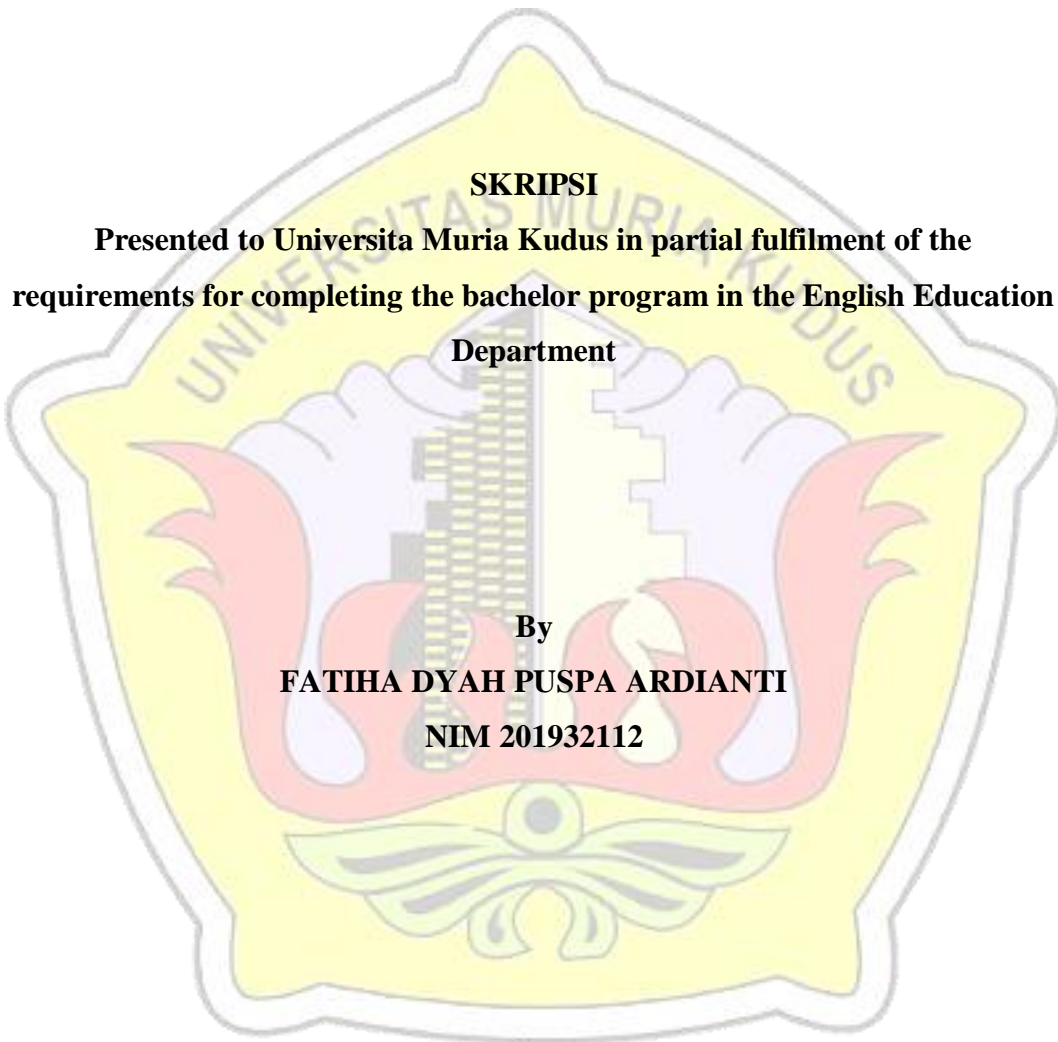 SKRIPSI
UNIVERSITAS MURIA KUDUS
Presented to Universita Muria Kudus in partial fulfilment of the
requirements for completing the bachelor program in the English Education
Department
By
FATIHA DYAH PUSPA ARDIANTI
NIM 201932112